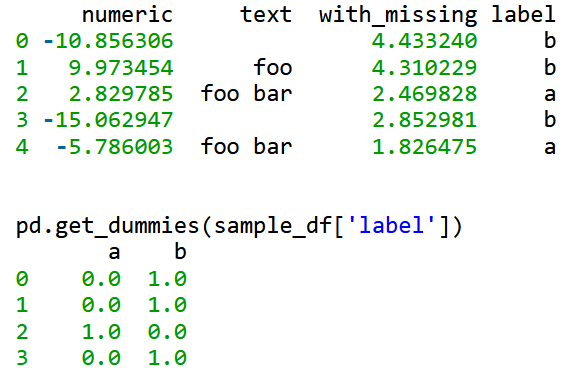 numeric     text  with_missing label
0 -10.856306               4.433240     b
1   9.973454      foo      4.310229     b
2   2.829785  foo bar      2.469828     a
3 -15.062947               2.852981     b
4  -5.786003  foo bar      1.826475     a
pd.get_dummies(sample_df['label'])
       a    b
0    0.0  1.0
1    0.0  1.0
2    1.0  0.0
3    0.0  1.0